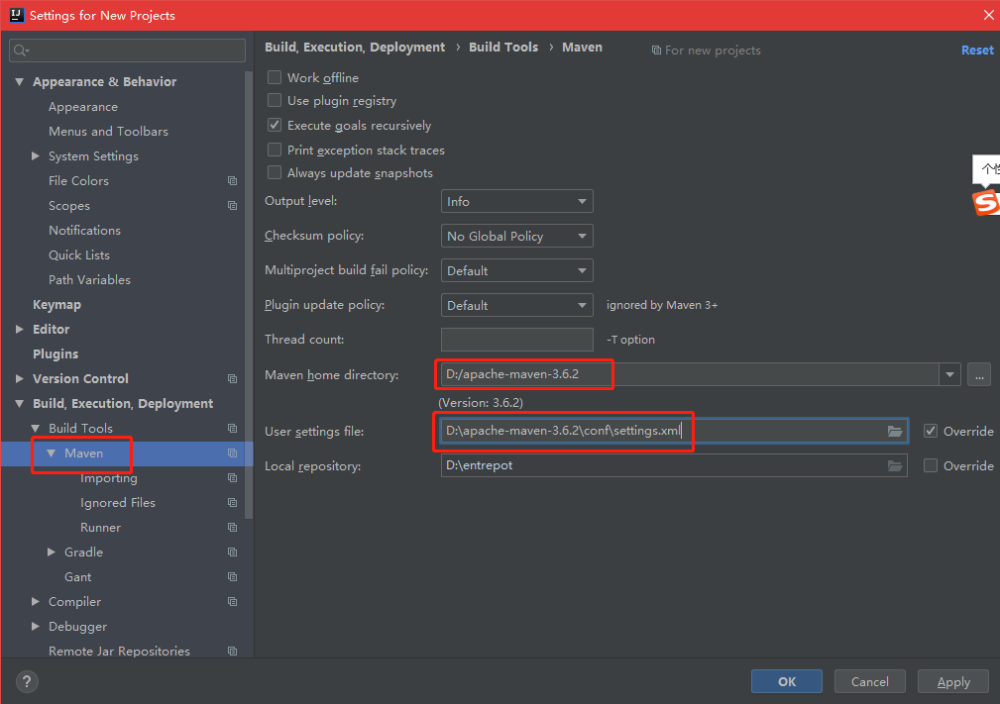 Settings for New Projects
Appearance & Behavior
Appearance
Menus and Toolbars
System Settings
File Colors
Scopes
Notifications
Quick Lists
Path Variables
Keymap
Editor
Plugins
Version Control
Build, Execution, Deployment
Build Tools
Maven
Importing
Ignored Files
Runner
Gradle
Gant
Compiler
Debugger
Remote Jar Repositories
Build, Execution, Deployment › Build Tools › Maven For new projects Reset
Work offline
Use plugin registry
Execute goals recursively
Print exception stack traces
Always update snapshots
Output level: Info
Checksum policy: No Global Policy
Multiproject build fail policy: Default
Plugin update policy: Default ignored by Maven 3+
Thread count: -T option
Maven home directory: D:/apache-maven-3.6.2 ...
(Version: 3.6.2)
User settings file: D:\apache-maven-3.6.2\conf\settings.xml Override
Local repository: D:\entrepot Override
个性
? OK Cancel Apply